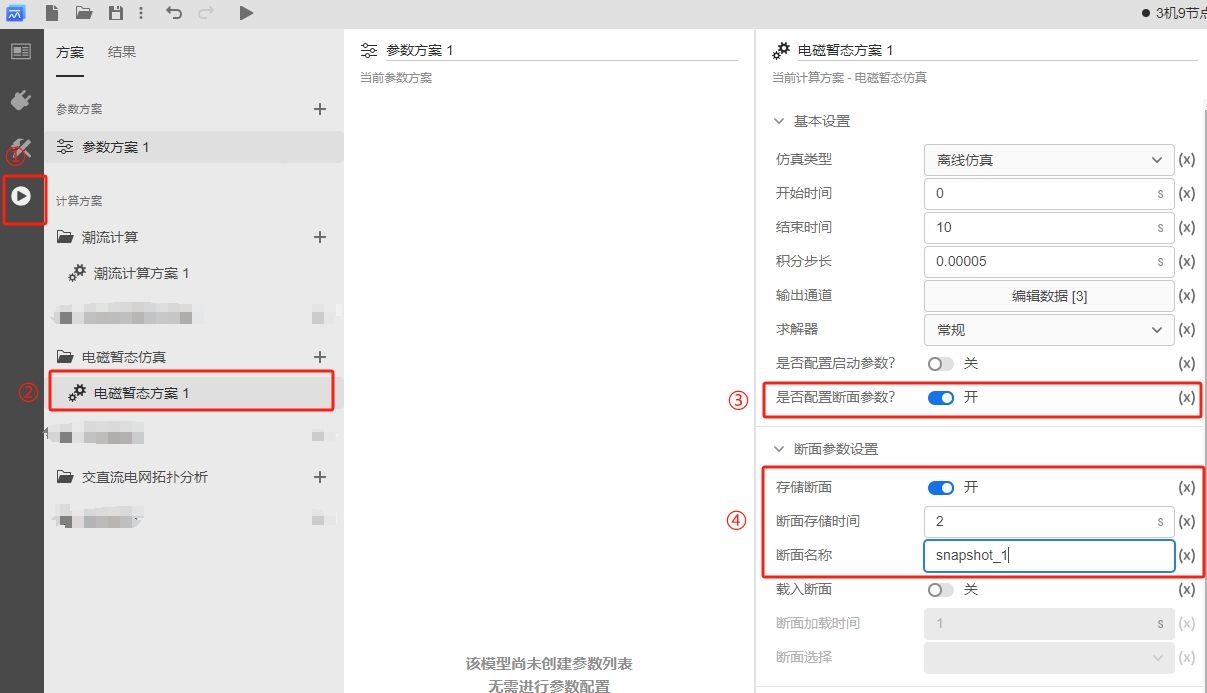 3机9节点
方案
结果
参数方案
参数方案 1
计算方案
潮流计算
潮流计算方案 1
电磁暂态仿真
②
电磁暂态方案 1
交直流电网拓扑分析
①
参数方案 1
当前参数方案
该模型尚未创建参数列表
无需进行参数配置
电磁暂态方案 1
当前计算方案 - 电磁暂态仿真
基本设置
仿真类型 离线仿真 (x)
开始时间 0 s (x)
结束时间 10 s (x)
积分步长 0.00005 s (x)
输出通道 编辑数据 [3] (x)
求解器 常规 (x)
是否配置启动参数? 关 (x)
③ 是否配置断面参数? 开 (x)
断面参数设置
存储断面 开 (x)
④ 断面存储时间 2 s (x)
断面名称 snapshot_1 (x)
载入断面 关 (x)
断面加载时间 1 s (x)
断面选择 (x)